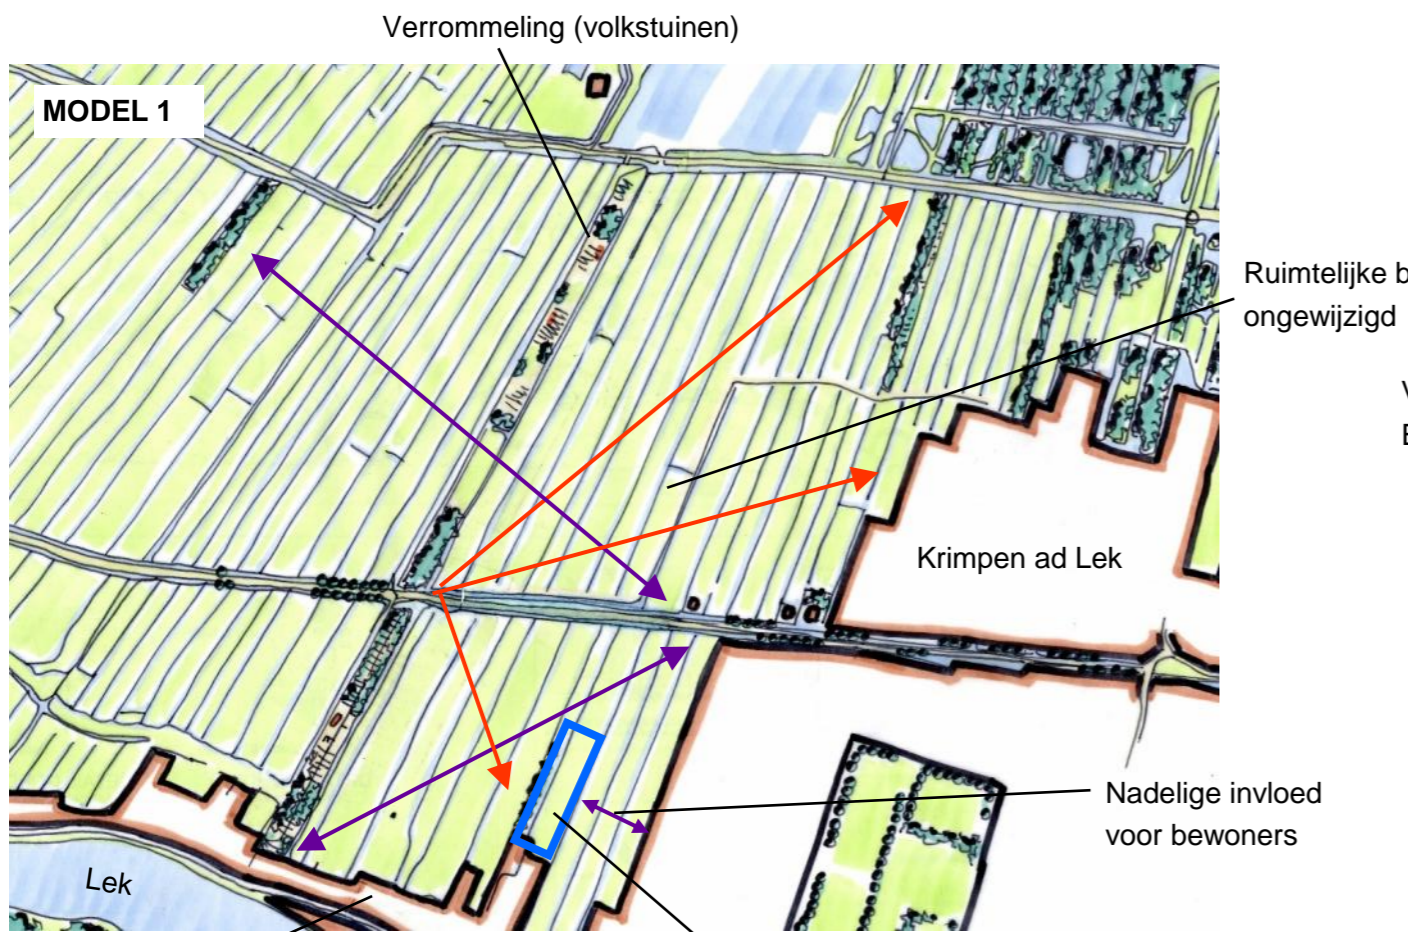 Verrommeling (volkstuinen)
MODEL 1
Ruimtelijke b
ongewijzigd
V
E
Krimpen ad Lek
Nadelige invloed
voor bewoners
Lek